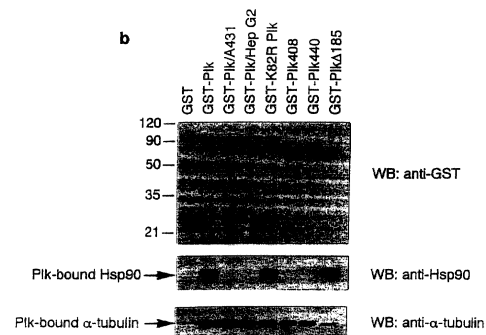 b
GST
GST-Plk
GST-Plk/A431
GST-Plk/Hep G2
GST-K82R Plk
GST-Plk408
GST-Plk440
GST-PlkΔ185
120
90
50
35
21
WB: anti-GST
Plk-bound Hsp90
WB: anti-Hsp90
Plk-bound α-tubulin
WB: anti-α-tubulin